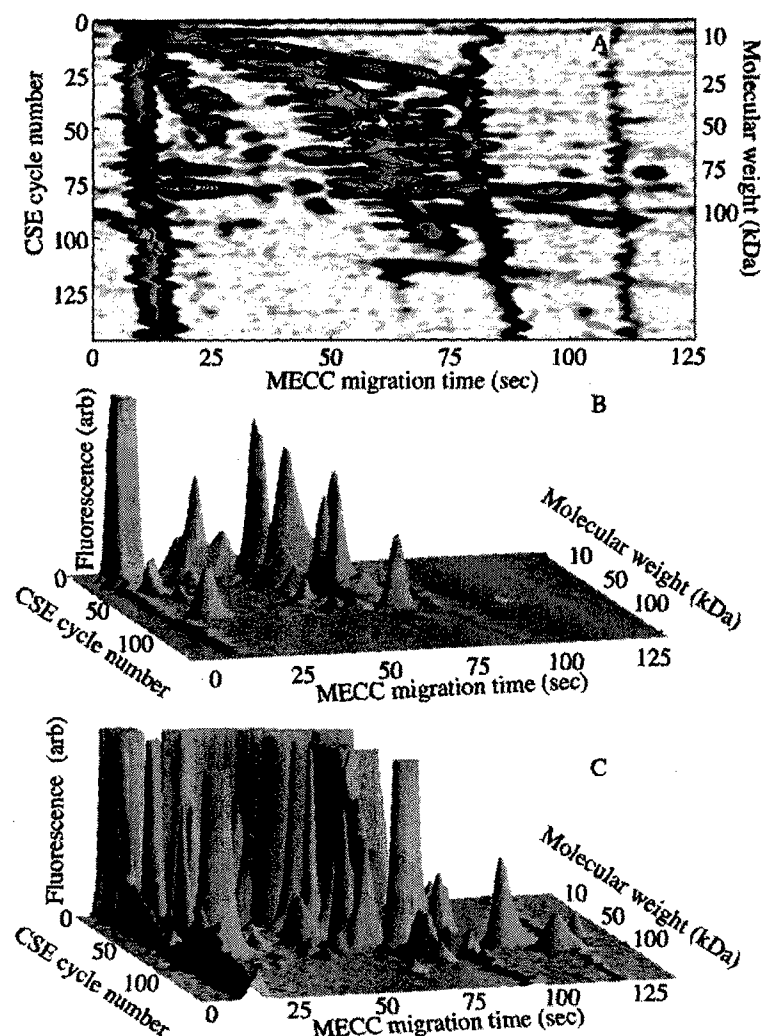 A
CSE cycle number
0
25
50
75
100
125
10
25
50
75
100
Molecular weight (kDa)
0 25 50 75 100 125
MECC migration time (sec)
B
Fluorescence (arb)
0
50
100
CSE cycle number
0 25 50 75 100 125
MECC migration time (sec)
10
50
100
Molecular weight (kDa)
C
Fluorescence (arb)
0
50
100
CSE cycle number
0 25 50 75 100 125
MECC migration time (sec)
10
50
100
Molecular weight (kDa)